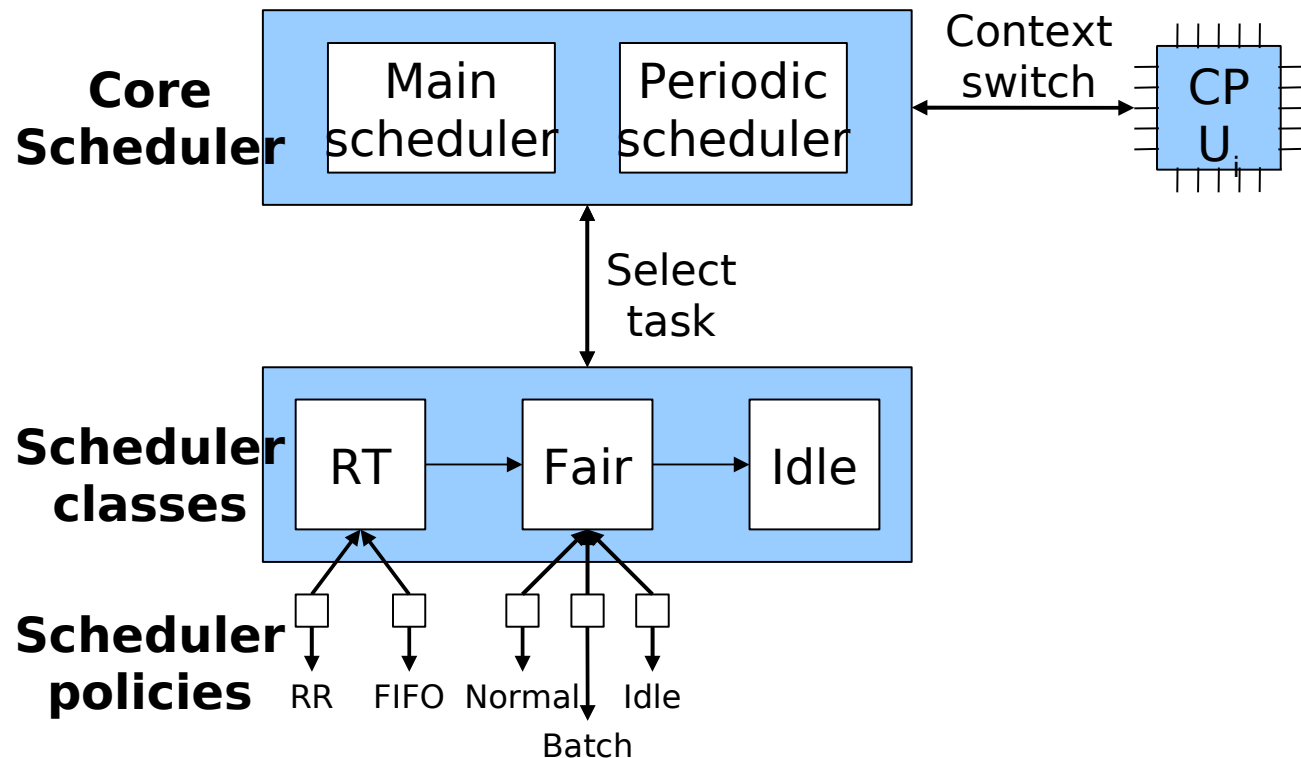 Core
Scheduler
Main
scheduler
Periodic
scheduler
Context
switch
CP
U i
Select
task
Scheduler
classes
RT
Fair
Idle
Scheduler
policies
RR
FIFO
Normal
Idle
Batch